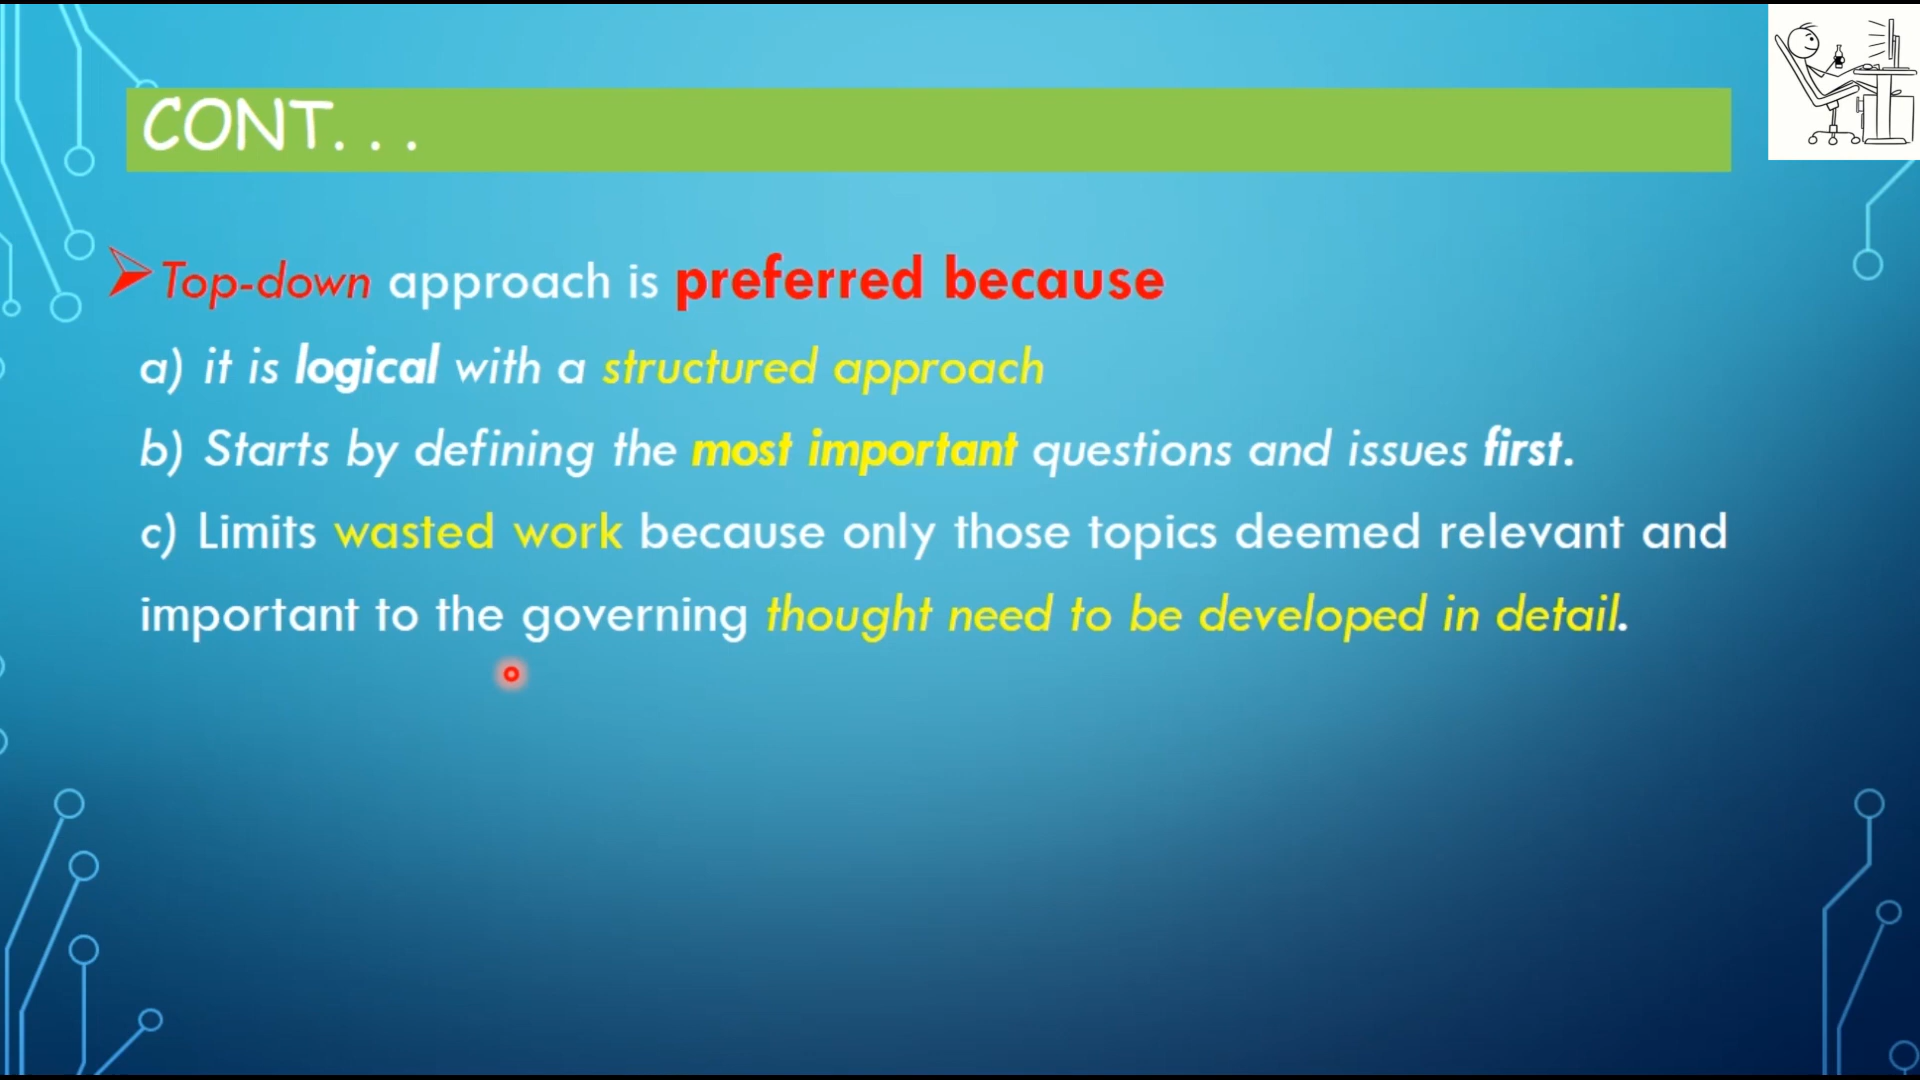 CONT. . .
Top-down approach is preferred because
a) it is logical with a structured approach
b) Starts by defining the most important questions and issues first.
c) Limits wasted work because only those topics deemed relevant and
important to the governing thought need to be developed in detail.